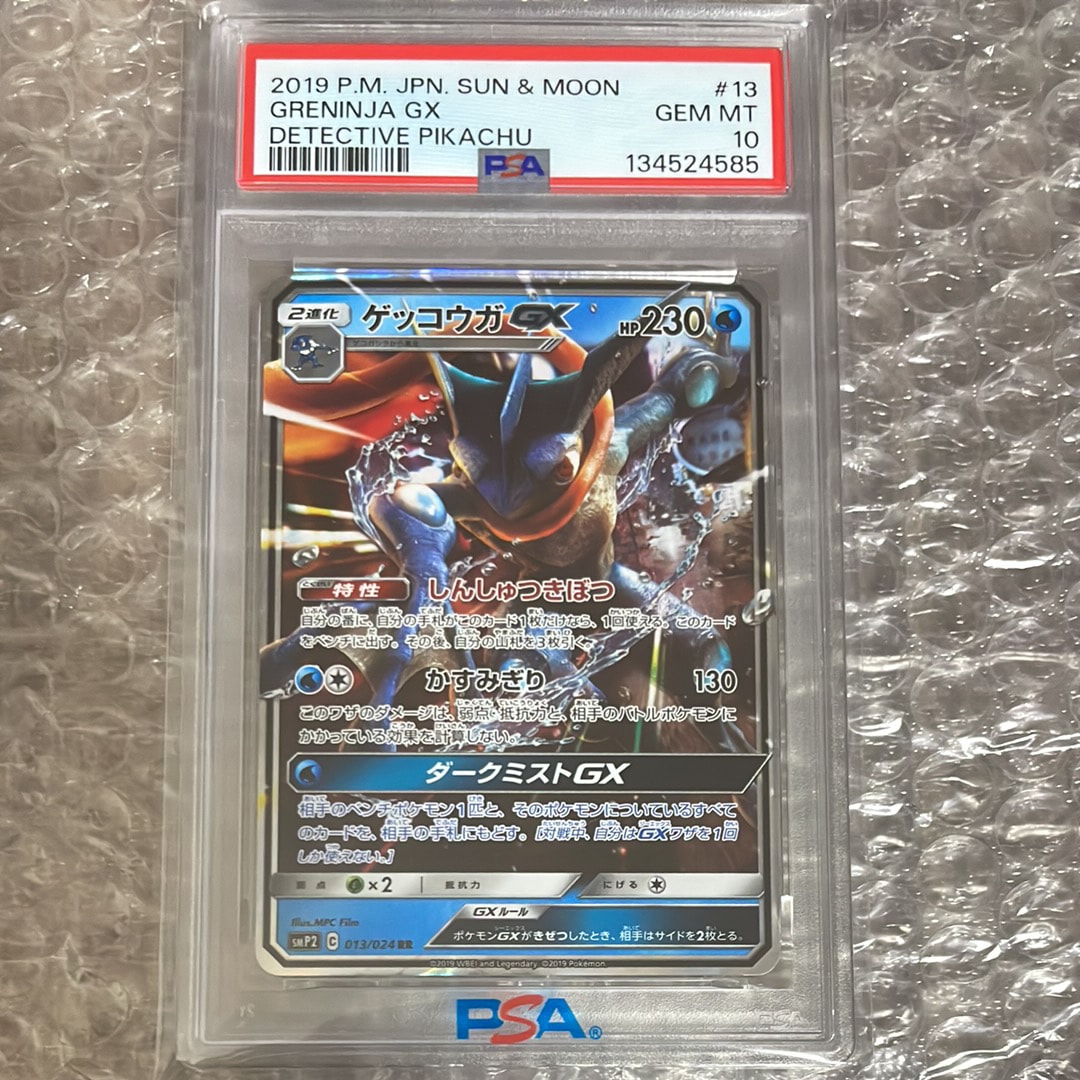 2019 P.M. JPN. SUN & MOON #13
GRENINJA GX GEM MT
DETECTIVE PIKACHU 10
PSA 134524585
2進化 ゲッコウガGX HP230
しんしゅつきぼつ
特性
自分の番に、自分の手札がこのカード1枚だけなら、1回使える。このカード
をベンチに出す。その後、自分の山札を3枚引く。
かすみぎり 130
このワザのダメージは、弱点・抵抗力と、相手のバトルポケモンに
かかっている効果を計算しない。
ダークミストGX
相手のベンチポケモン1匹と、そのポケモンについているすべて
のカードを、相手の手札にもどす。[対戦中、自分はGXワザを1回
しか使えない。]
弱点 ×2 抵抗力 にげる
GXルール
Illus. MPC Film
ポケモンGXがきぜつしたとき、相手はサイドを2枚とる。
SMP2 C 013/024 RR
©2019 WBEI and Legendary. ©2019 Pokémon.
PSA®